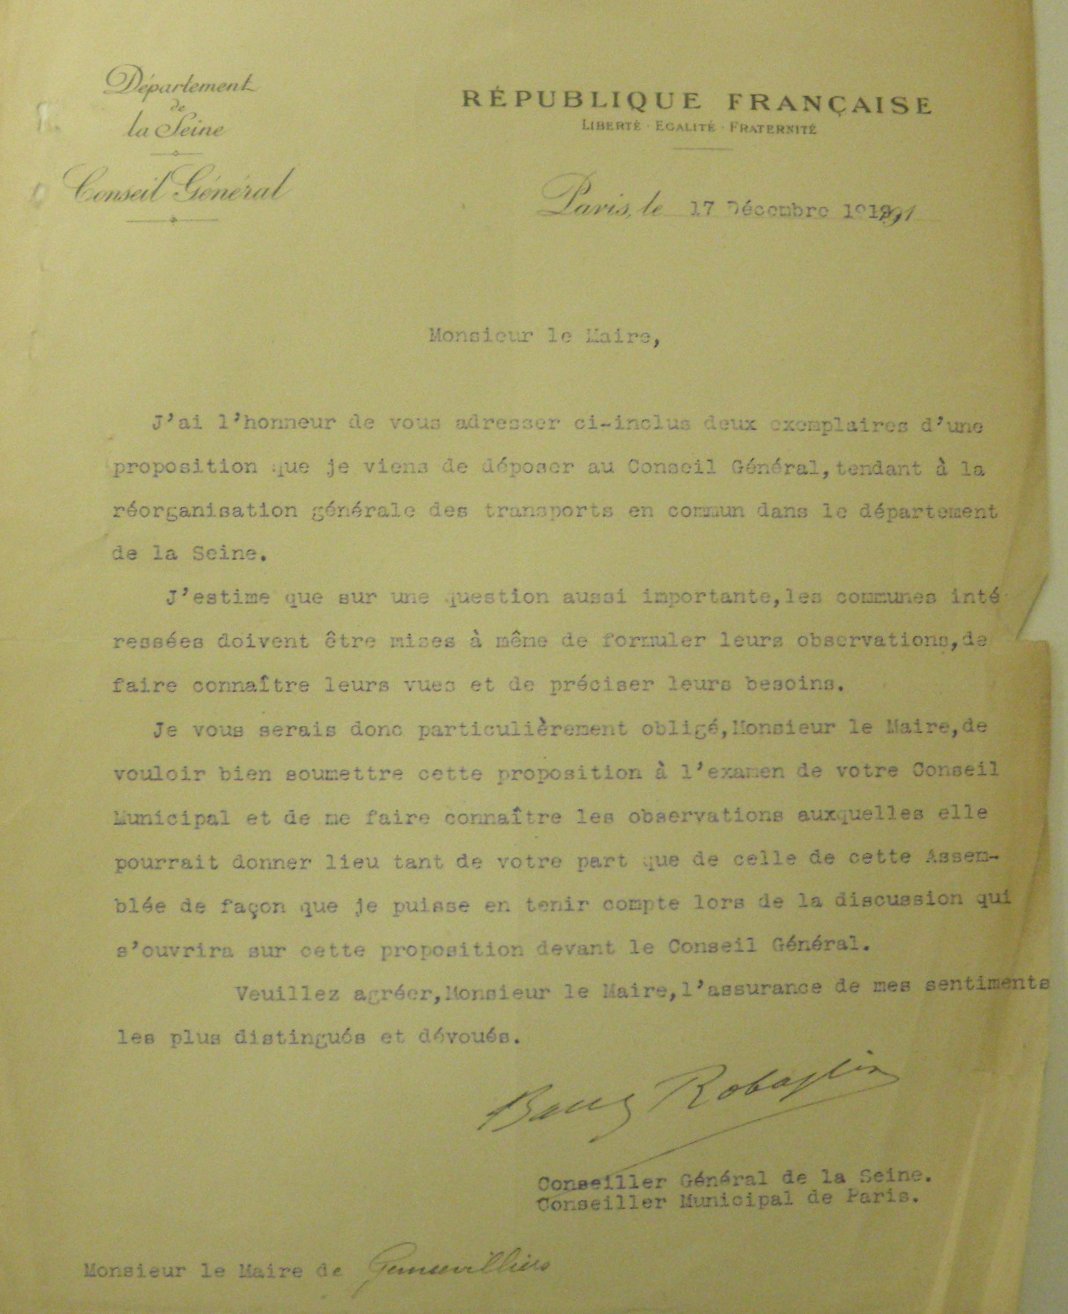 Département
de
la Seine
Conseil Général
RÉPUBLIQUE FRANÇAISE
LIBERTÉ · EGALITÉ · FRATERNITÉ
Paris, le 17 Décembre
Monsieur le Maire,
J'ai l'honneur de vous adresser ci-inclus deux exemplaires d'une
proposition que je viens de déposer au Conseil Général,tendant à la
réorganisation générale des transports en commun dans le département
de la Seine.
J'estime que sur une question aussi importante,les communes inté-
ressées doivent être mises à même de formuler leurs observations,de
faire connaître leurs vues et de préciser leurs besoins.
Je vous serais donc particulièrement obligé,Monsieur le Maire,de
vouloir bien soumettre cette proposition à l'examen de votre Conseil
Municipal et de me faire connaître les observations auxquelles elle
pourrait donner lieu tant de votre part que de celle de cette Assem-
blée de façon que je puisse en tenir compte lors de la discussion qui
s'ouvrira sur cette proposition devant le Conseil Général.
Veuillez agréer,Monsieur le Maire,l'assurance de mes sentiments
les plus distingués et dévoués.
Robaglia
Conseiller Général de la Seine.
Conseiller Municipal de Paris.
Monsieur le Maire de Gennevilliers